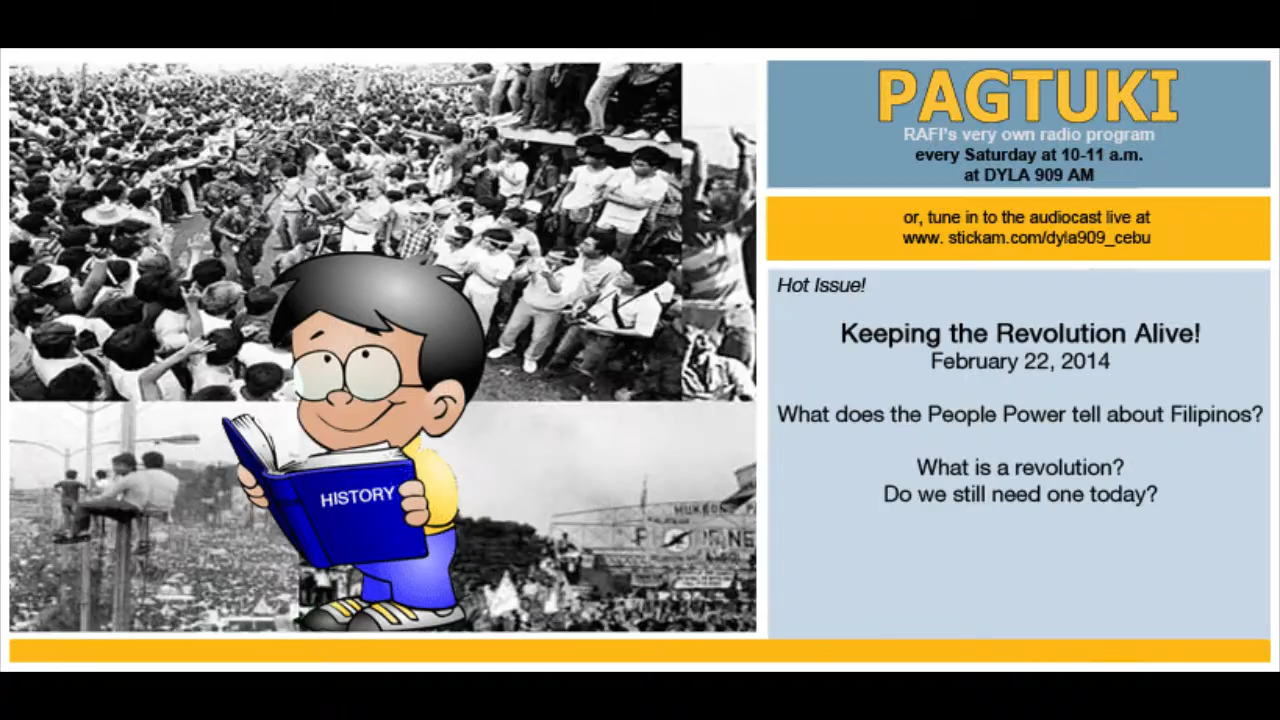 PAGTUKI
RAFI's very own radio program
every Saturday at 10-11 a.m.
at DYLA 909 AM
or, tune in to the audiocast live at
www. stickam.com/dyla909_cebu
Hot Issue!
Keeping the Revolution Alive!
February 22, 2014
What does the People Power tell about Filipinos?
What is a revolution?
Do we still need one today?
HISTORY